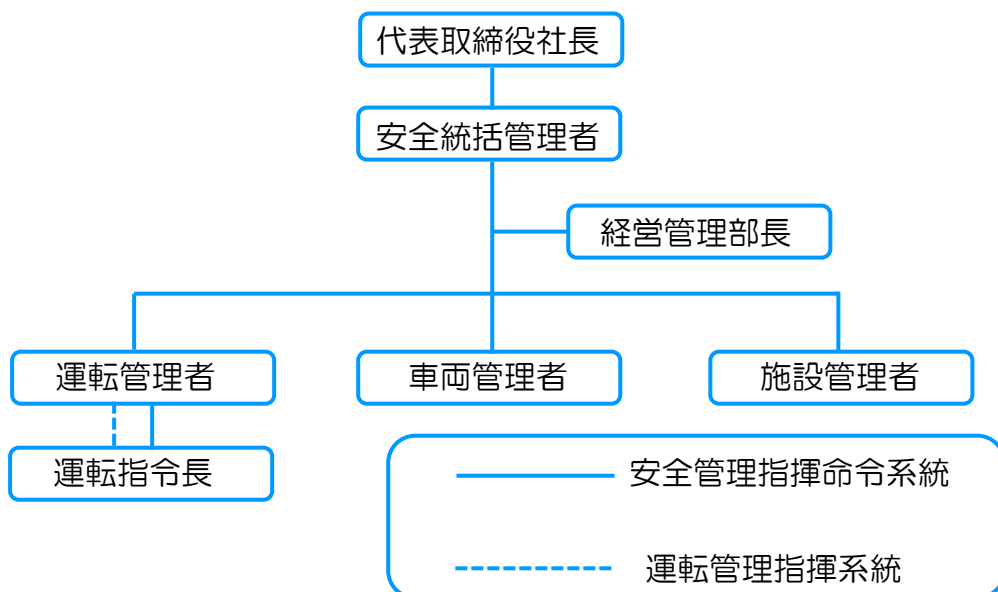 代表取締役社長
安全統括管理者
経営管理部長
運転管理者
車両管理者
施設管理者
運転指令長
安全管理指揮命令系統
運転管理指揮系統